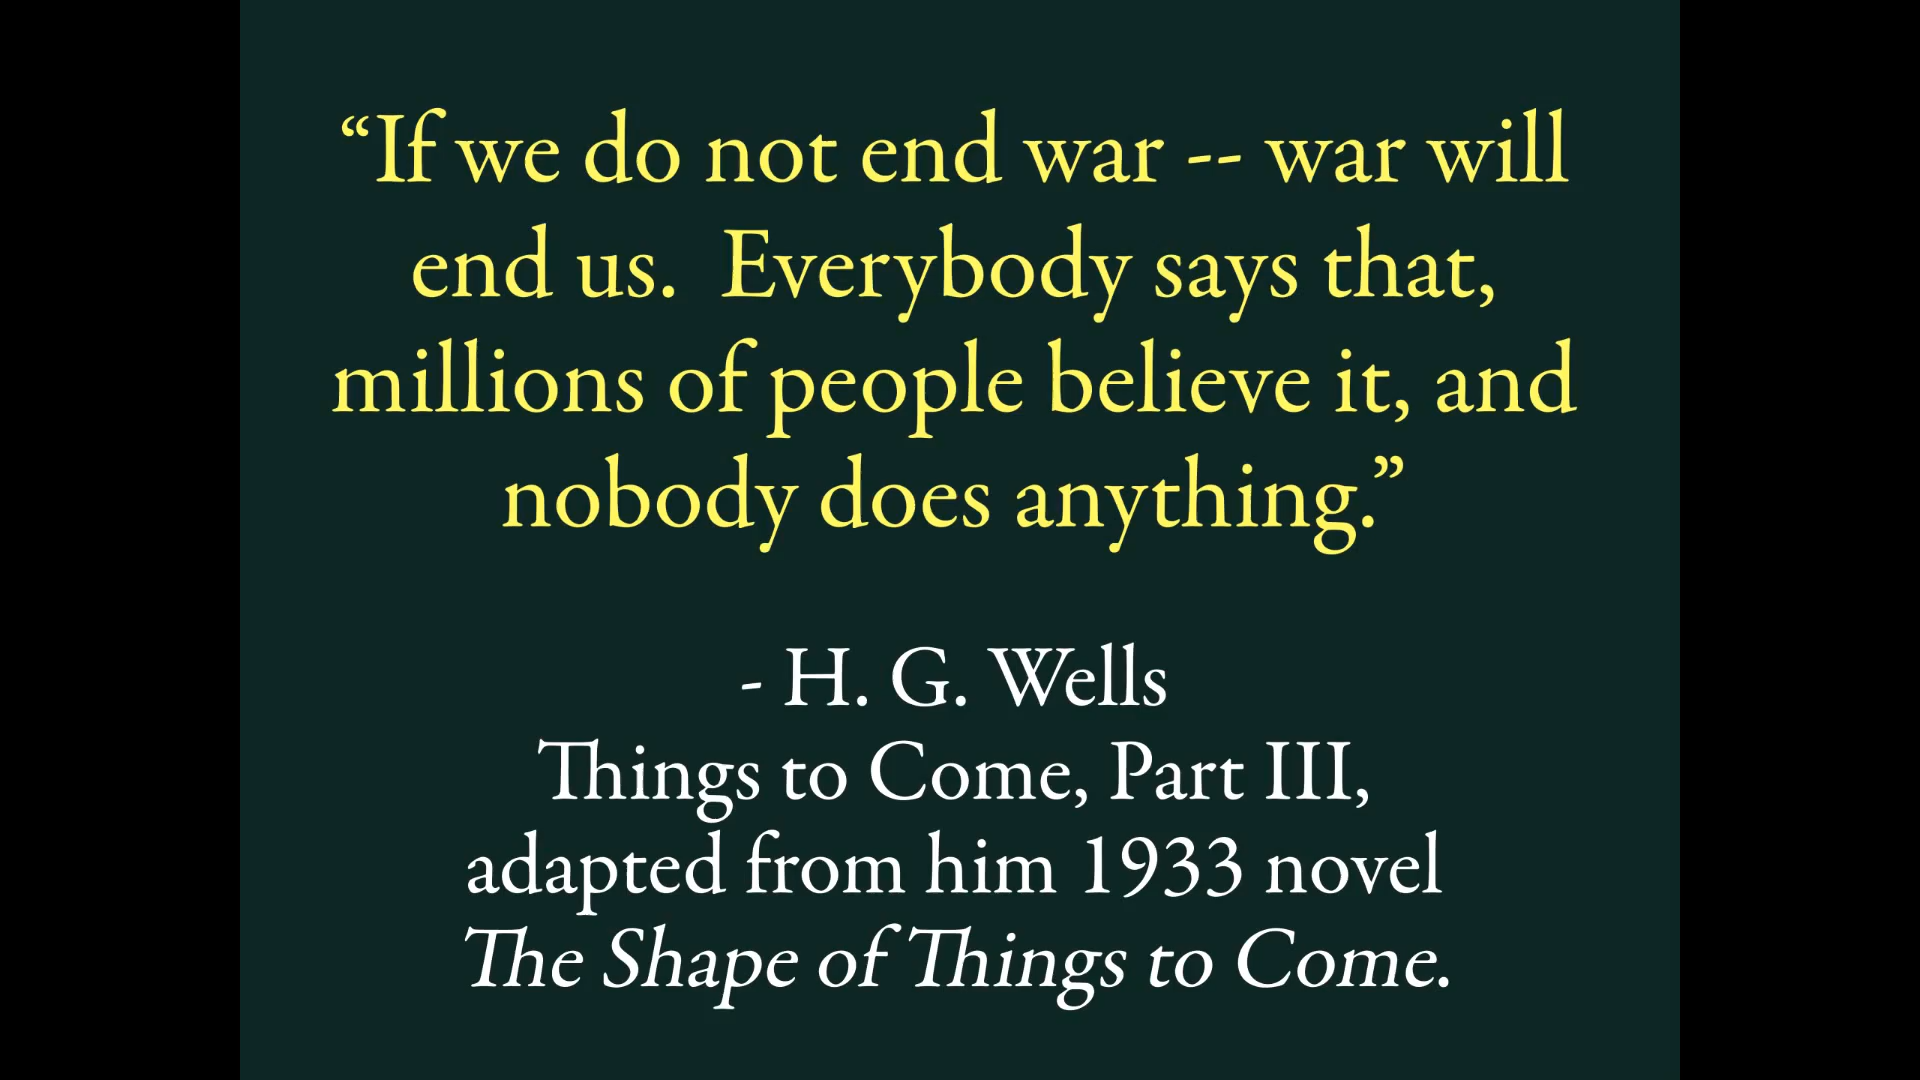 “If we do not end war -- war will
end us.  Everybody says that,
millions of people believe it, and
nobody does anything.”
- H. G. Wells
Things to Come, Part III,
adapted from him 1933 novel
The Shape of Things to Come.